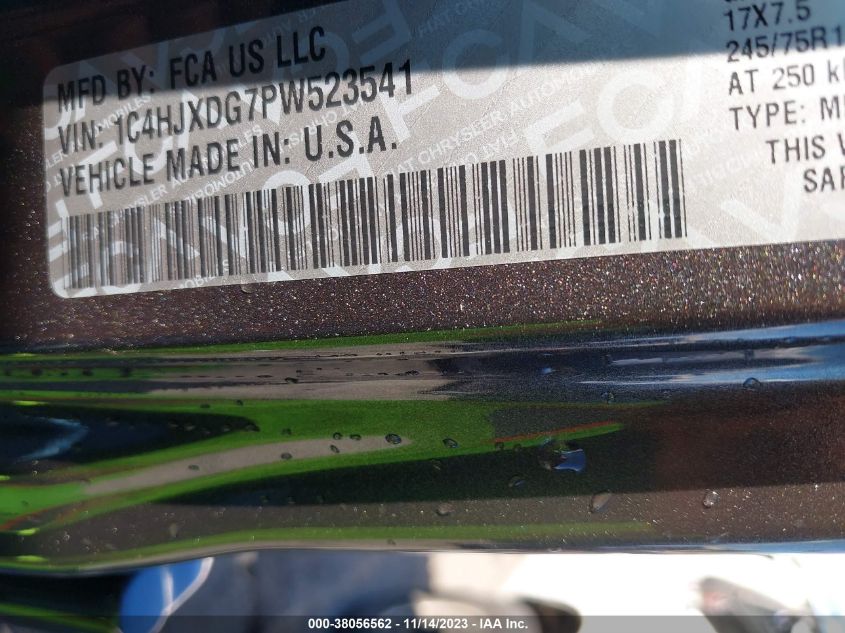 MFD BY: FCA US LLC
VIN: 1C4HJXDG7PW523541
VEHICLE MADE IN: U.S.A.
17X7.5
245/75R1
AT 250 k
TYPE: M
THIS
SAF
000-38056562 - 11/14/2023 - IAA Inc.